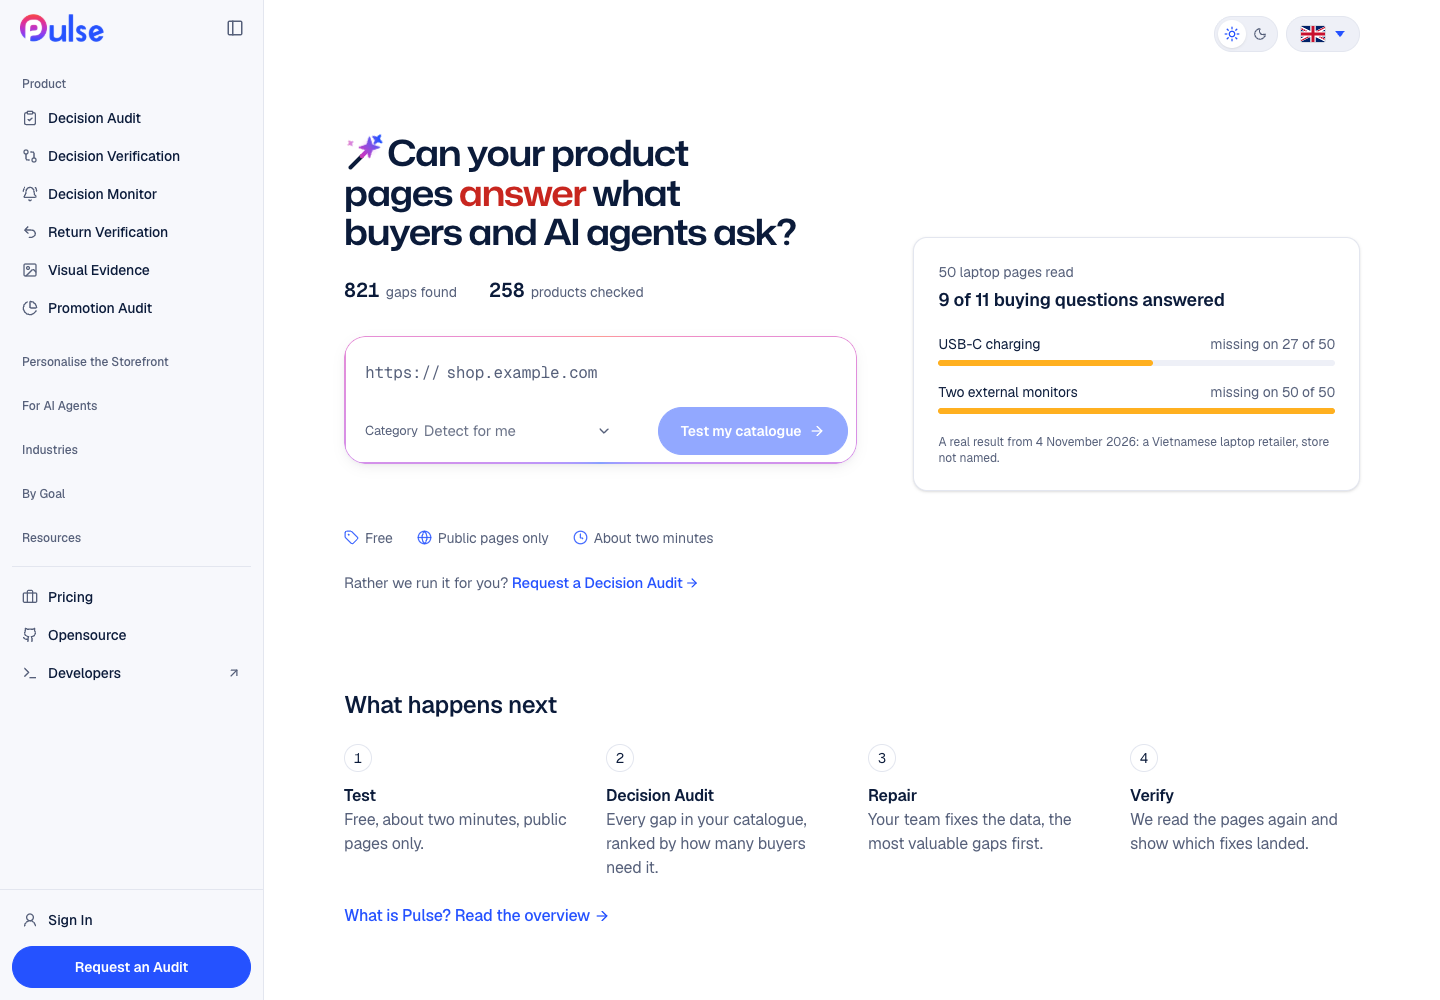 Pulse
Product
Decision Audit
Decision Verification
Decision Monitor
Return Verification
Visual Evidence
Promotion Audit
Personalise the Storefront
For AI Agents
Industries
By Goal
Resources
Pricing
Opensource
Developers
Sign In
Request an Audit
Can your product
pages answer what
buyers and AI agents ask?
821 gaps found 258 products checked
https:// shop.example.com
Category Detect for me
Test my catalogue
Free Public pages only About two minutes
Rather we run it for you? Request a Decision Audit
50 laptop pages read
9 of 11 buying questions answered
USB-C charging missing on 27 of 50
Two external monitors missing on 50 of 50
A real result from 4 November 2026: a Vietnamese laptop retailer, store
not named.
What happens next
1
Test
Free, about two minutes, public
pages only.
2
Decision Audit
Every gap in your catalogue,
ranked by how many buyers
need it.
3
Repair
Your team fixes the data, the
most valuable gaps first.
4
Verify
We read the pages again and
show which fixes landed.
What is Pulse? Read the overview